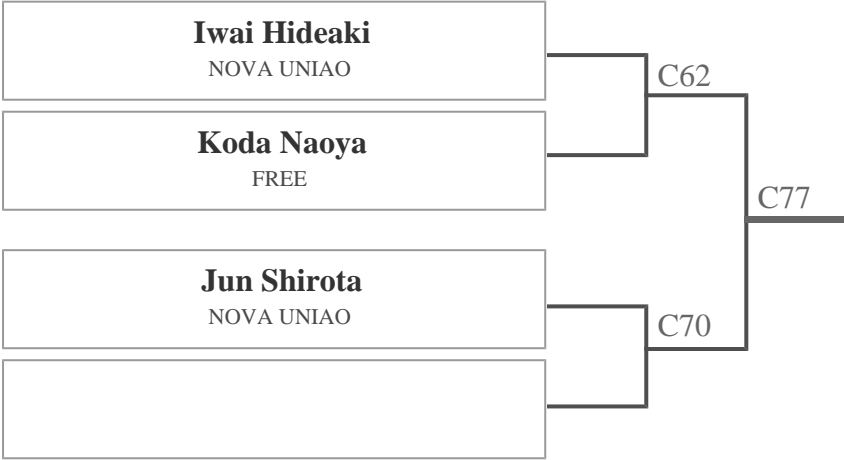 Iwai Hideaki
NOVA UNIAO
C62
Koda Naoya
FREE
C77
Jun Shirota
NOVA UNIAO
C70